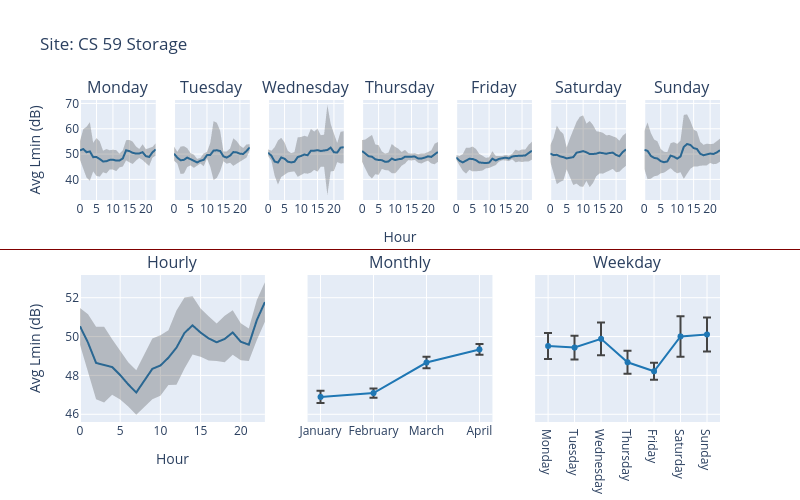 Site: CS 59 Storage
Monday Tuesday Wednesday Thursday Friday Saturday Sunday
Avg Lmin (dB)
70
60
50
40
0 5 10 15 20 0 5 10 15 20 0 5 10 15 20 0 5 10 15 20 0 5 10 15 20 0 5 10 15 20 0 5 10 15 20
Hour
Hourly Monthly Weekday
Avg Lmin (dB)
52
50
48
46
0 5 10 15 20 January February March April Monday Tuesday Wednesday Thursday Friday Saturday Sunday
Hour